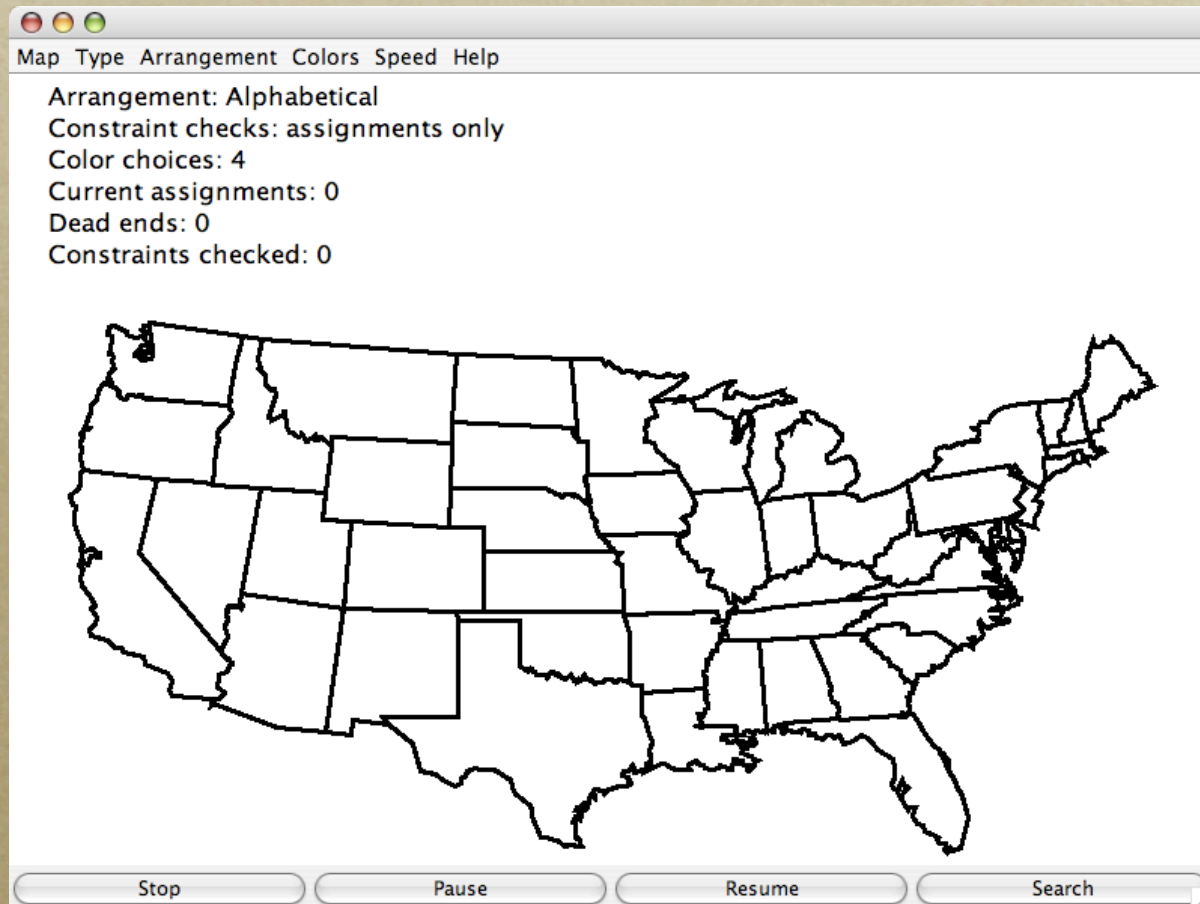 Map Type Arrangement Colors Speed Help
Arrangement: Alphabetical
Constraint checks: assignments only
Color choices: 4
Current assignments: 0
Dead ends: 0
Constraints checked: 0
Stop Pause Resume Search